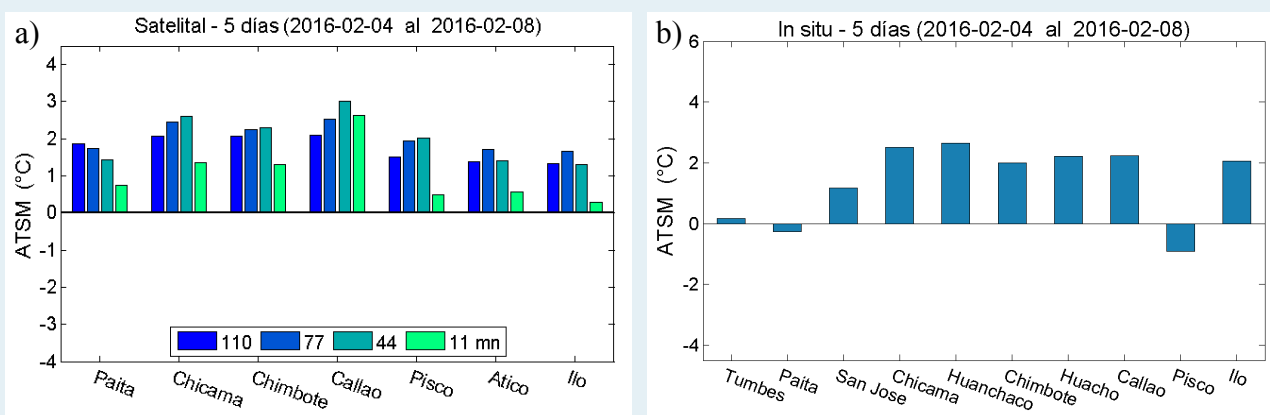 a)
Satelital - 5 días (2016-02-04 al 2016-02-08)
ATSM (°C)
4
3
2
1
0
-1
-2
-3
-4
110 77 44 11 mn
Paita Chicama Chimbote Callao Pisco Atico Ilo
b)
In situ - 5 días (2016-02-04 al 2016-02-08)
ATSM (°C)
6
4
2
0
-2
-4
Tumbes Paita San Jose Chicama Huanchaco Chimbote Huacho Callao Pisco Ilo